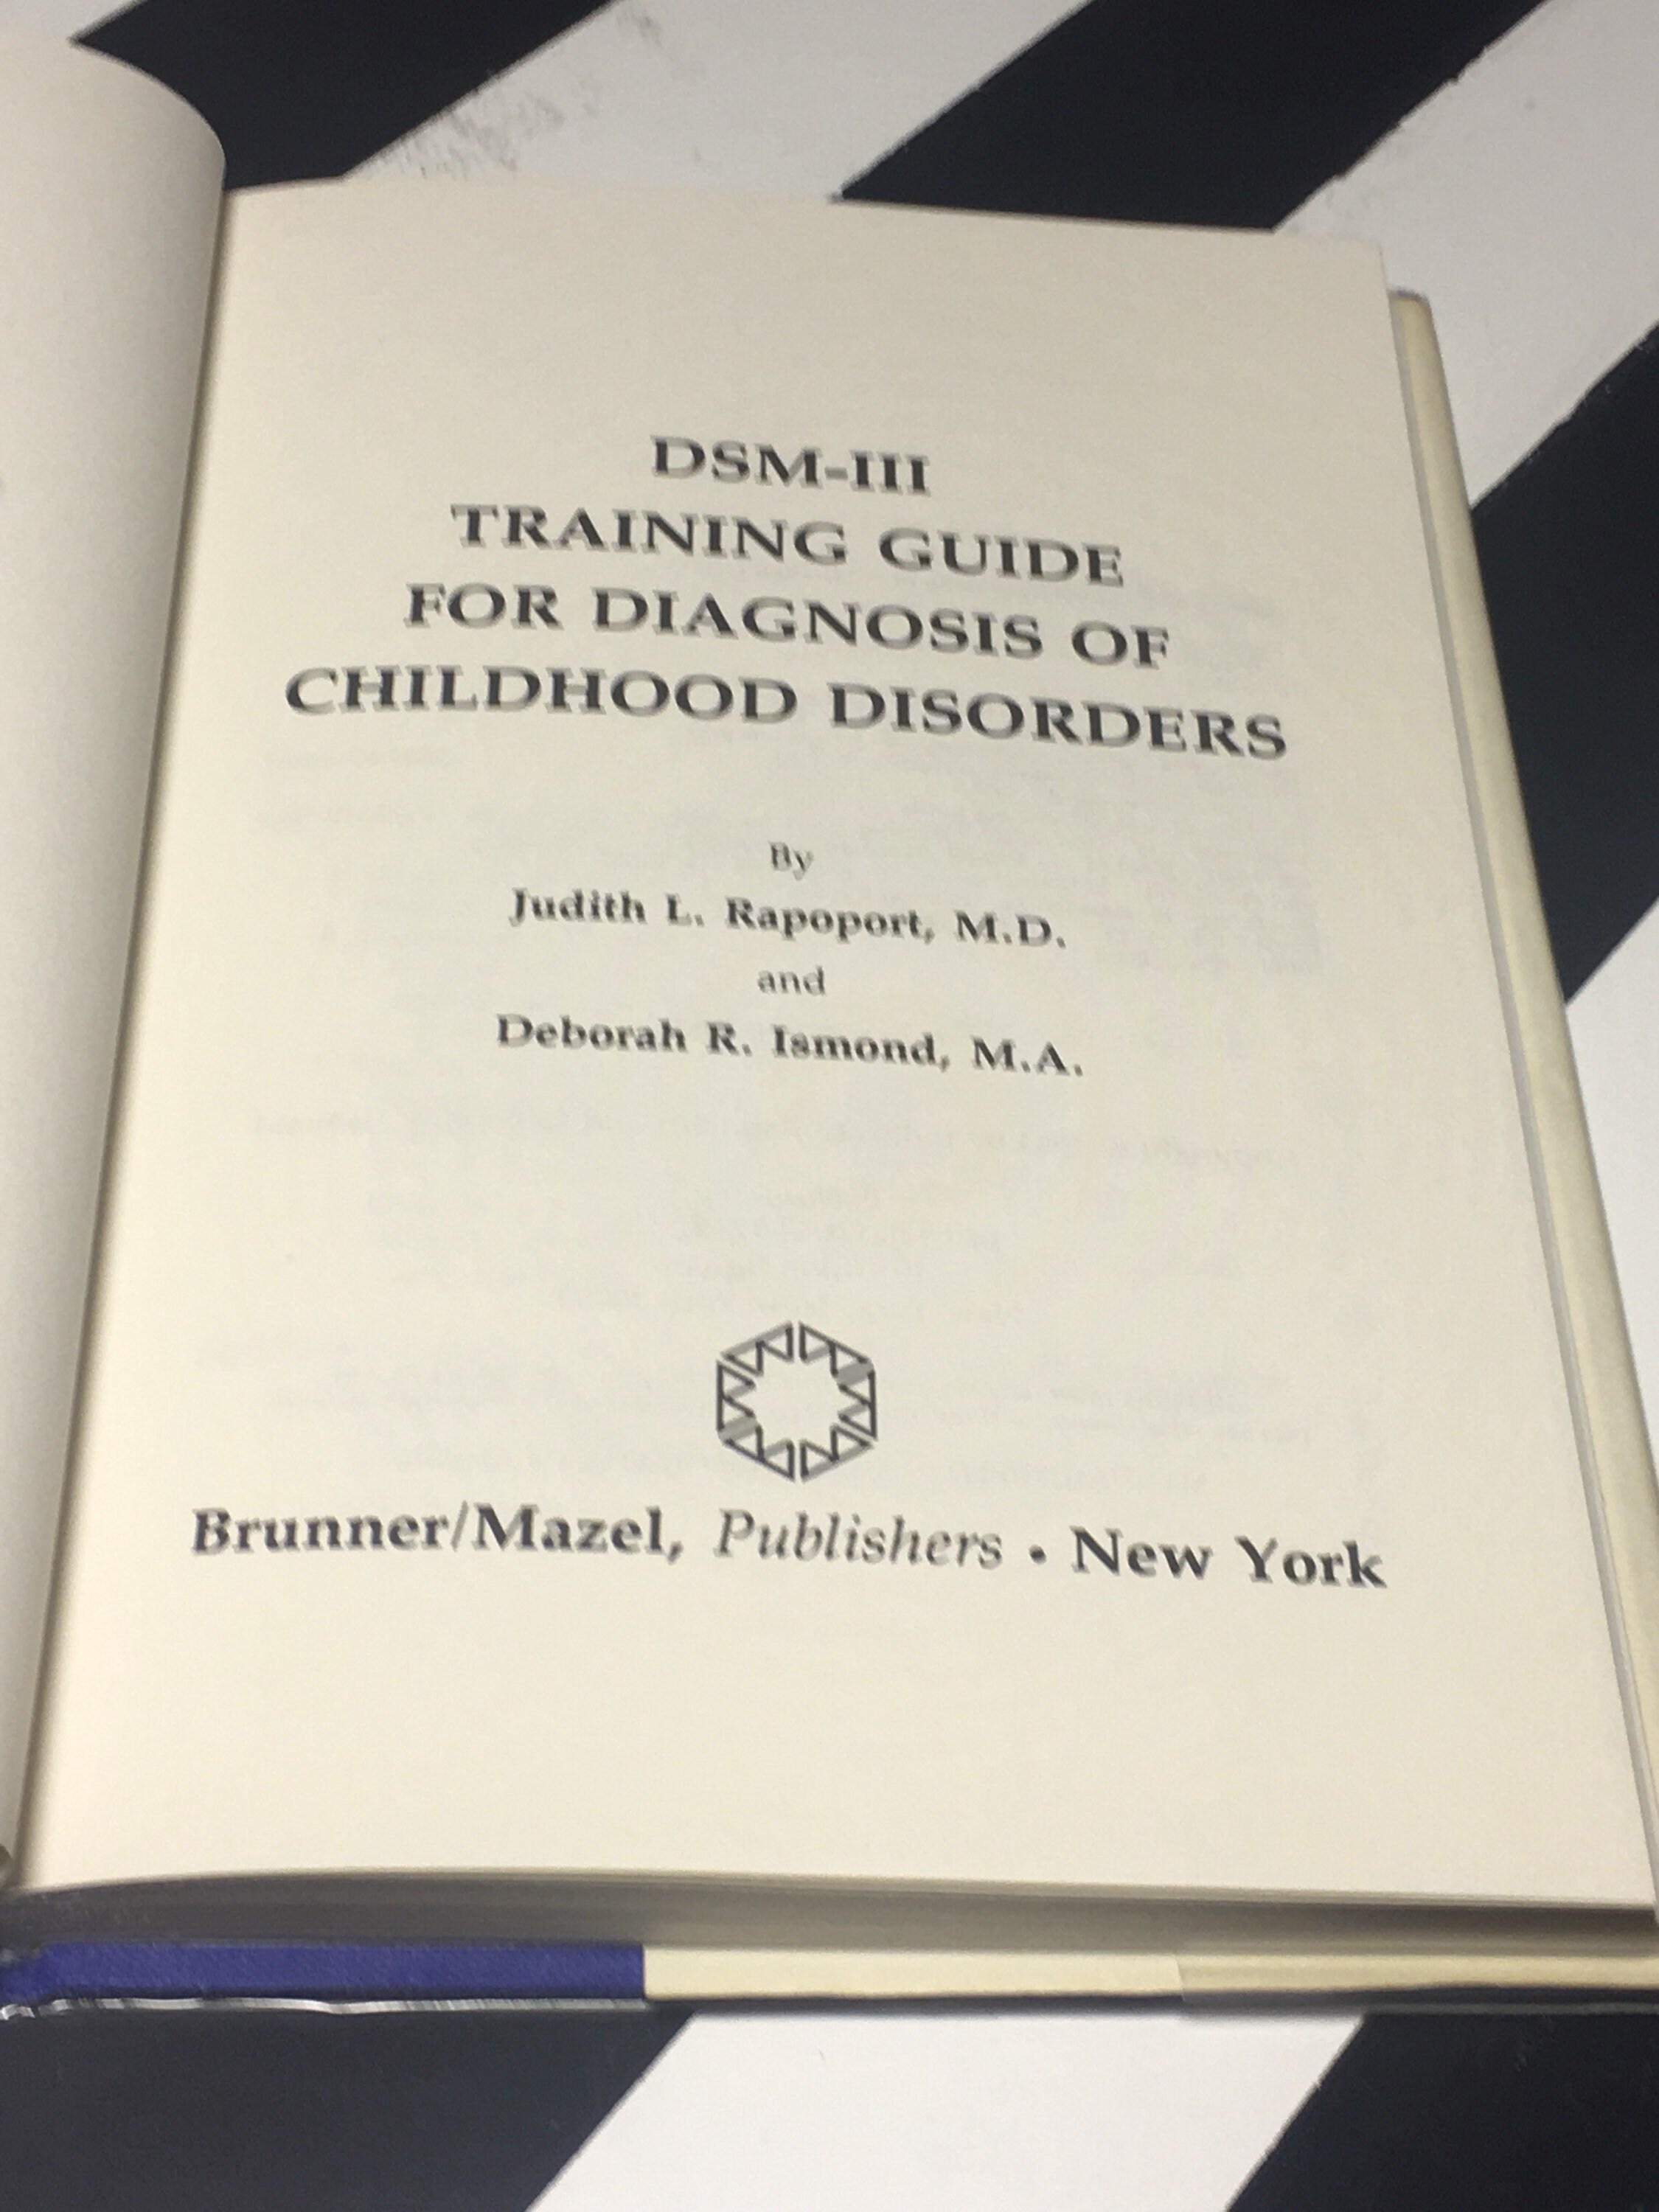 DSM-III
TRAINING GUIDE
FOR DIAGNOSIS OF
CHILDHOOD DISORDERS
By
Judith L. Rapoport, M.D.
and
Deborah R. Ismond, M.A.
Brunner/Mazel, Publishers • New York